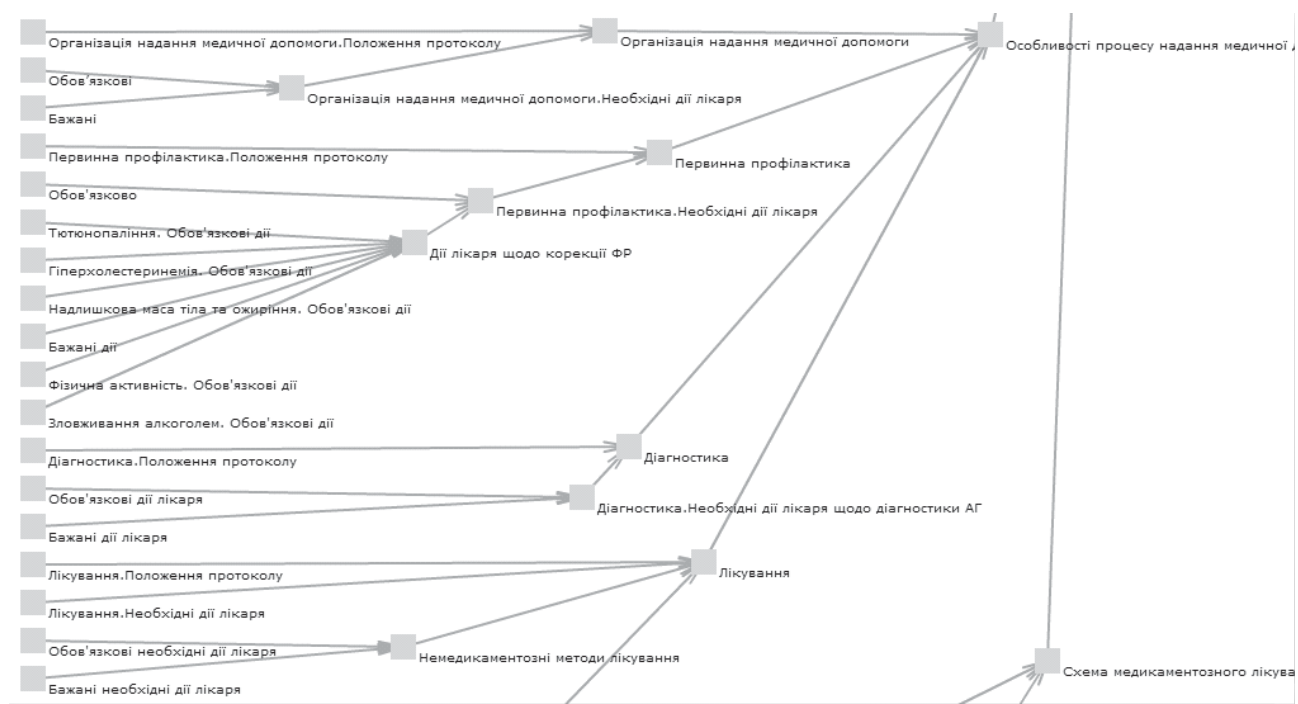 Організація надання медичної допомоги.Положення протоколу
Організація надання медичної допомоги
Особливості процесу надання медичної
Обов'язкові
Організація надання медичної допомоги.Необхідні дії лікаря
Бажані
Первинна профілактика.Положення протоколу
Первинна профілактика
Обов'язково
Первинна профілактика.Необхідні дії лікаря
Тютюнопаління. Обов'язкові дії
Дії лікаря щодо корекції ФР
Гіперхолестеринемія. Обов'язкові дії
Надлишкова маса тіла та ожиріння. Обов'язкові дії
Бажані дії
Фізична активність. Обов'язкові дії
Зловживання алкоголем. Обов'язкові дії
Діагностика.Положення протоколу
Діагностика
Обов'язкові дії лікаря
Діагностика.Необхідні дії лікаря щодо діагностики АГ
Бажані дії лікаря
Лікування.Положення протоколу
Лікування
Лікування.Необхідні дії лікаря
Обов'язкові необхідні дії лікаря
Немедикаментозні методи лікування
Схема медикаментозного лікува
Бажані необхідні дії лікаря